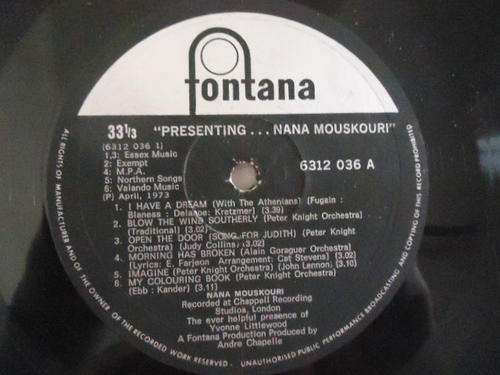 fontana
33⅓ "PRESENTING . . . NANA MOUSKOURI"
(6312 036 1)
6312 036 A
1,3: Essex Music
2: Exempt
4: M.P.A.
5: Northern Songs
6: Valando Music
(P) April, 1973
1. I HAVE A DREAM (With The Athenians) (Fugain :
Blaness : Delanoe: Kratzmer) (3.39)
2. BLOW THE WIND SOUTHERLY (Peter Knight Orchestra)
(Traditional) (3.02)
3. OPEN THE DOOR (SONG FOR JUDITH) (Peter Knight
Orchestra) (Judy Collins) (3.02)
4. MORNING HAS BROKEN (Alain Goraguer Orchestra)
(Lyrics: E. Farjeon Arrangement: Cat Stevens) (3.02)
5. IMAGINE (Peter Knight Orchestra) (John Lennon) (3.10)
6. MY COLOURING BOOK (Peter Knight Orchestra)
(Ebb : Kander) (3.11)
NANA MOUSKOURI
Recorded at Chappell Recording
Studios, London
The ever helpful presence of
Yvonne Littlewood
A Fontana Production Produced by
Andre Chapelle
ALL RIGHTS OF MANUFACTURER AND OF THE OWNER OF THE RECORDED WORK RESERVED. UNAUTHORISED PUBLIC PERFORMANCE BROADCASTING AND COPYING OF THIS RECORD PROHIBITED